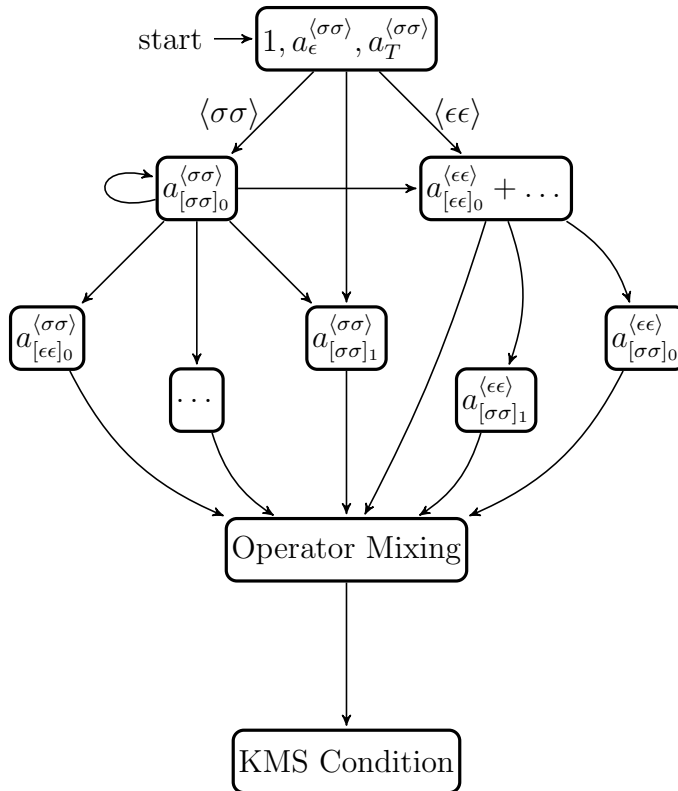 start
1, a_ϵ^{⟨σσ⟩}, a_T^{⟨σσ⟩}
⟨σσ⟩ ⟨ϵϵ⟩
a_{[σσ]_0}^{⟨σσ⟩} a_{[ϵϵ]_0}^{⟨ϵϵ⟩} + …
a_{[ϵϵ]_0}^{⟨σσ⟩} a_{[σσ]_1}^{⟨σσ⟩} a_{[σσ]_0}^{⟨ϵϵ⟩}
⋯ a_{[σσ]_1}^{⟨ϵϵ⟩}
Operator Mixing
KMS Condition